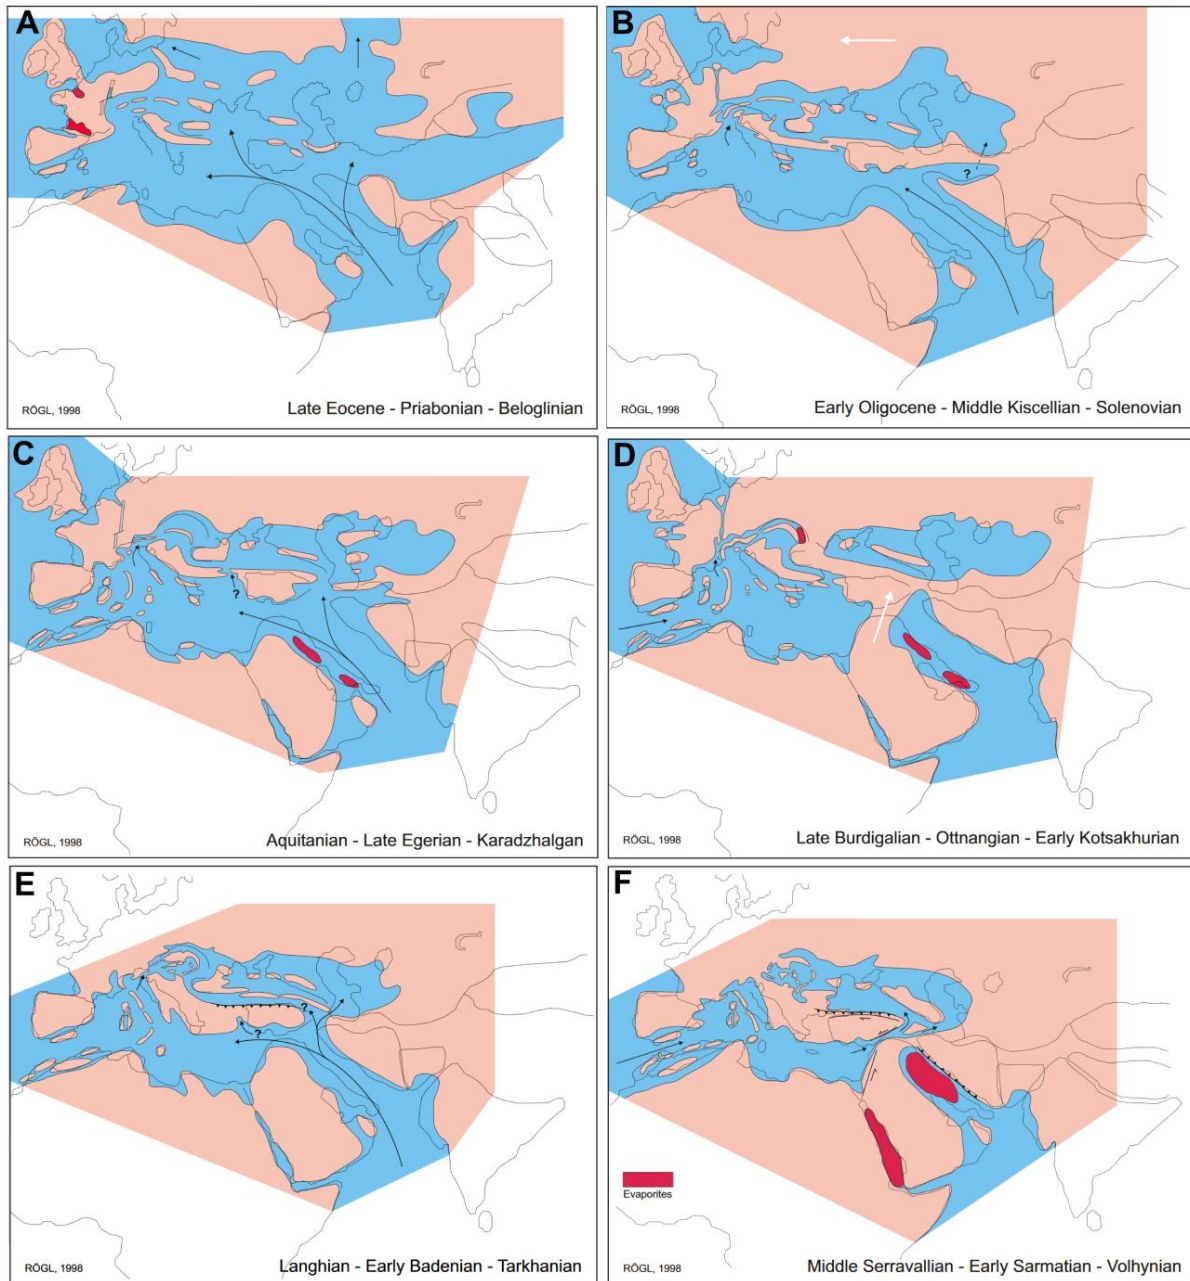 A
RÖGL, 1998
Late Eocene - Priabonian - Beloglinian
B
?
RÖGL, 1998
Early Oligocene - Middle Kiscellian - Solenovian
C
?
RÖGL, 1998
Aquitanian - Late Egerian - Karadzhalgan
D
RÖGL, 1998
Late Burdigalian - Ottnangian - Early Kotsakhurian
E
?
?
RÖGL, 1998
Langhian - Early Badenian - Tarkhanian
F
Evaporites
RÖGL, 1998
Middle Serravallian - Early Sarmatian - Volhynian